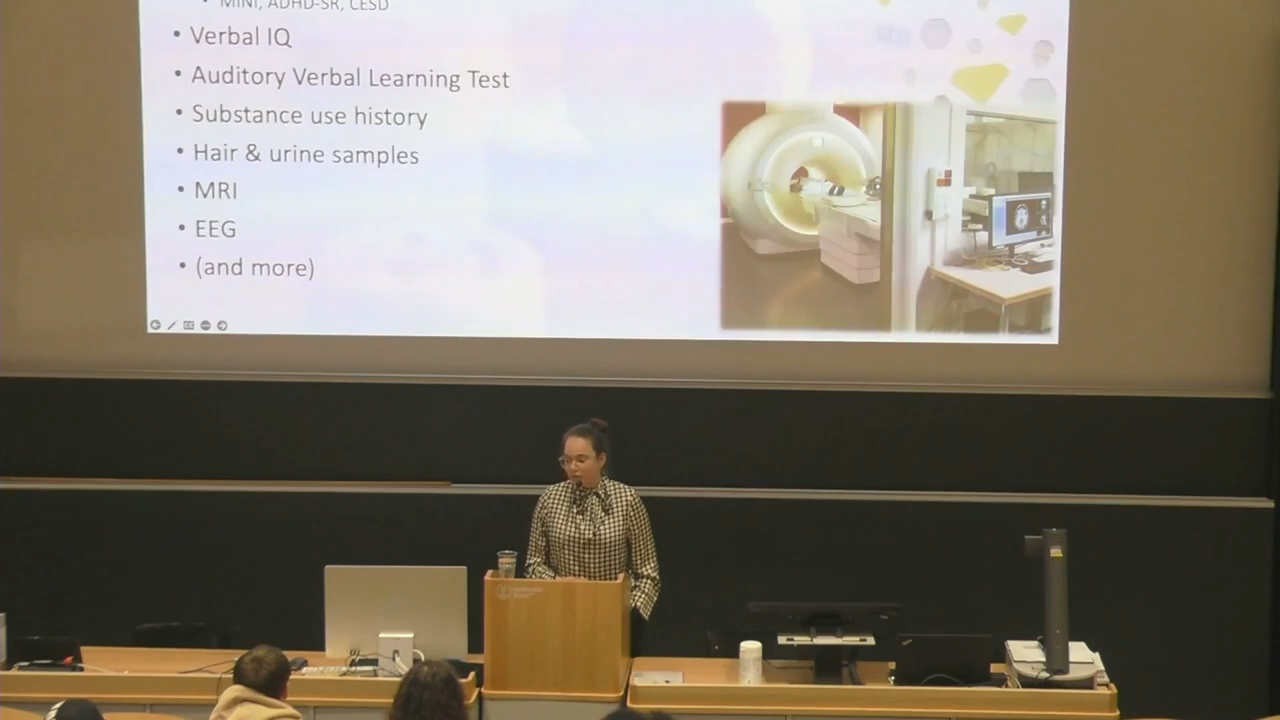 • MINI, ADHD-SR, CESD
• Verbal IQ
• Auditory Verbal Learning Test
• Substance use history
• Hair & urine samples
• MRI
• EEG
• (and more)